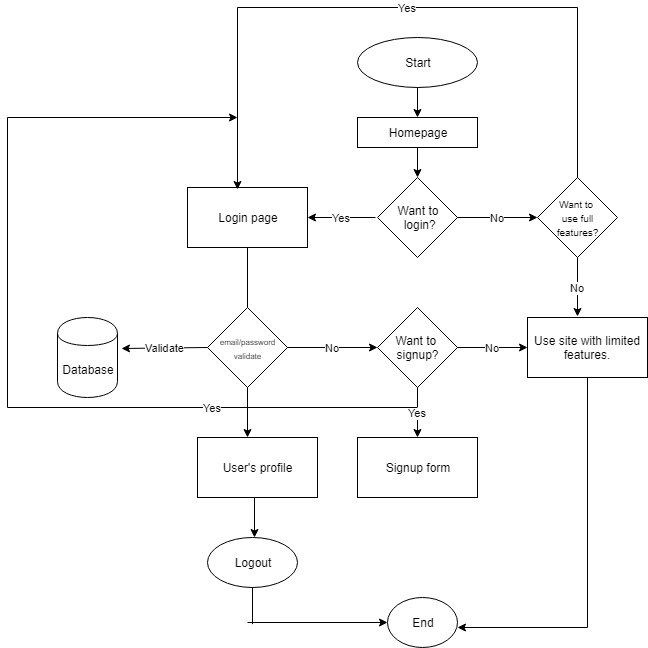 Yes
Start
Homepage
Want to
login?
Yes
No
Want to
use full
features?
Login page
No
email/password
validate
Validate
Database
No
Want to
signup?
No
Use site with limited
features.
Yes
Yes
User's profile
Signup form
Logout
End